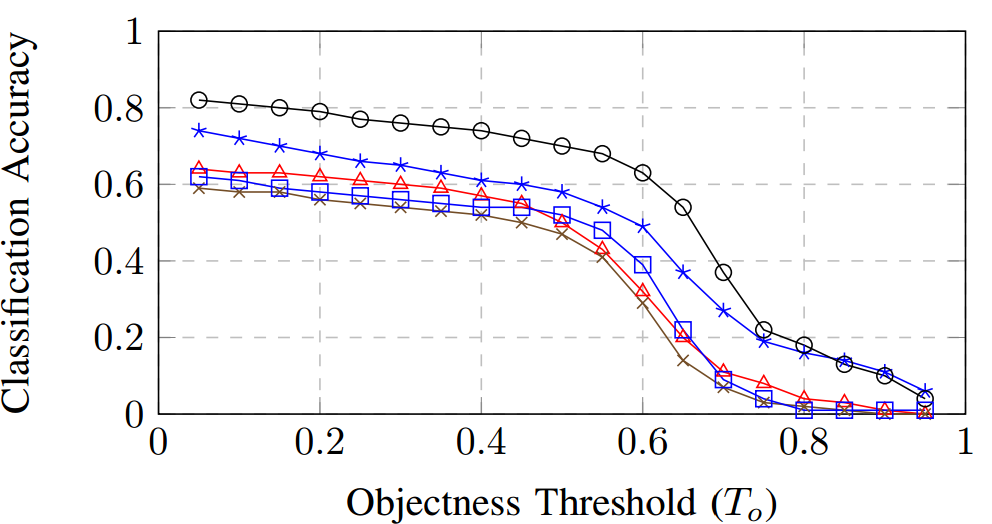 Classification Accuracy
1
0.8
0.6
0.4
0.2
0
0 0.2 0.4 0.6 0.8 1
Objectness Threshold (Tₒ)